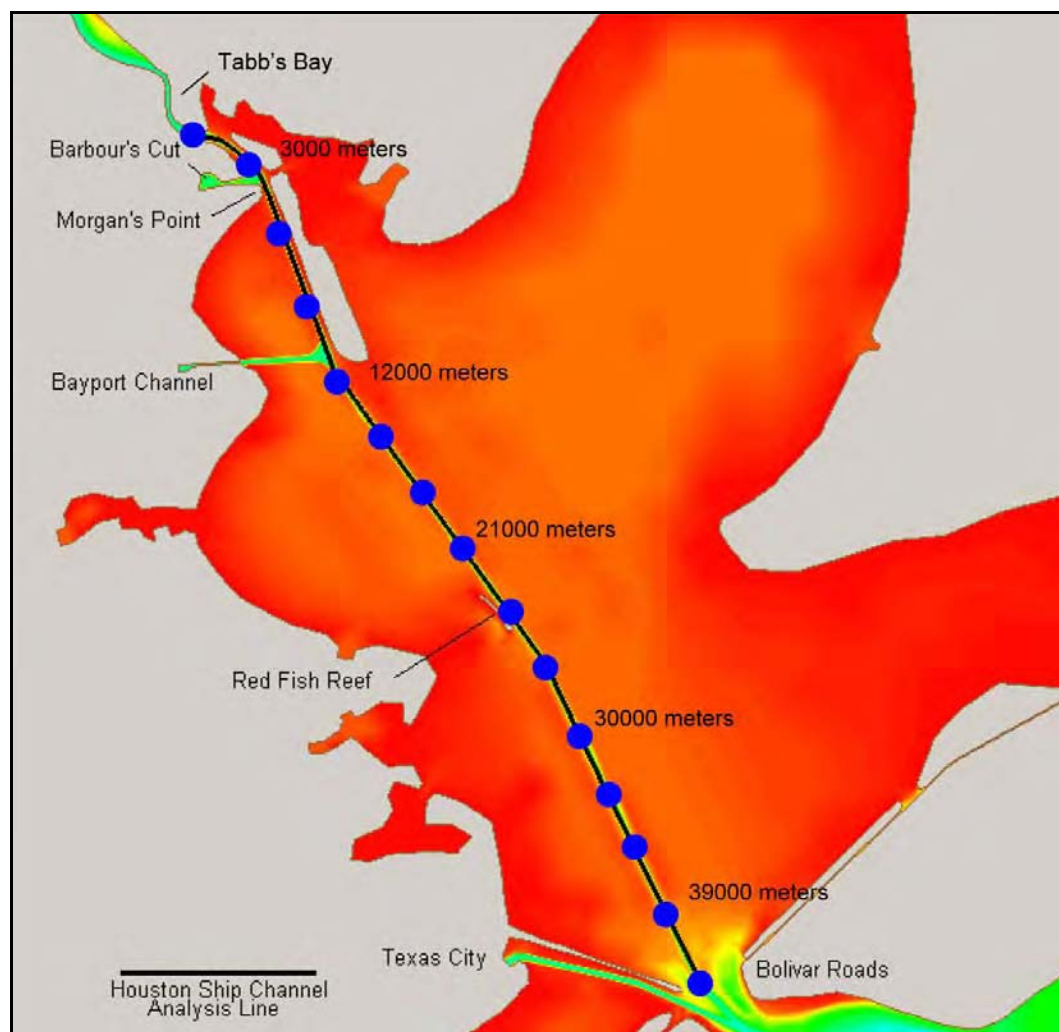 Tabb's Bay
Barbour's Cut
3000 meters
Morgan's Point
12000 meters
Bayport Channel
21000 meters
Red Fish Reef
30000 meters
39000 meters
Texas City
Bolivar Roads
Houston Ship Channel
Analysis Line